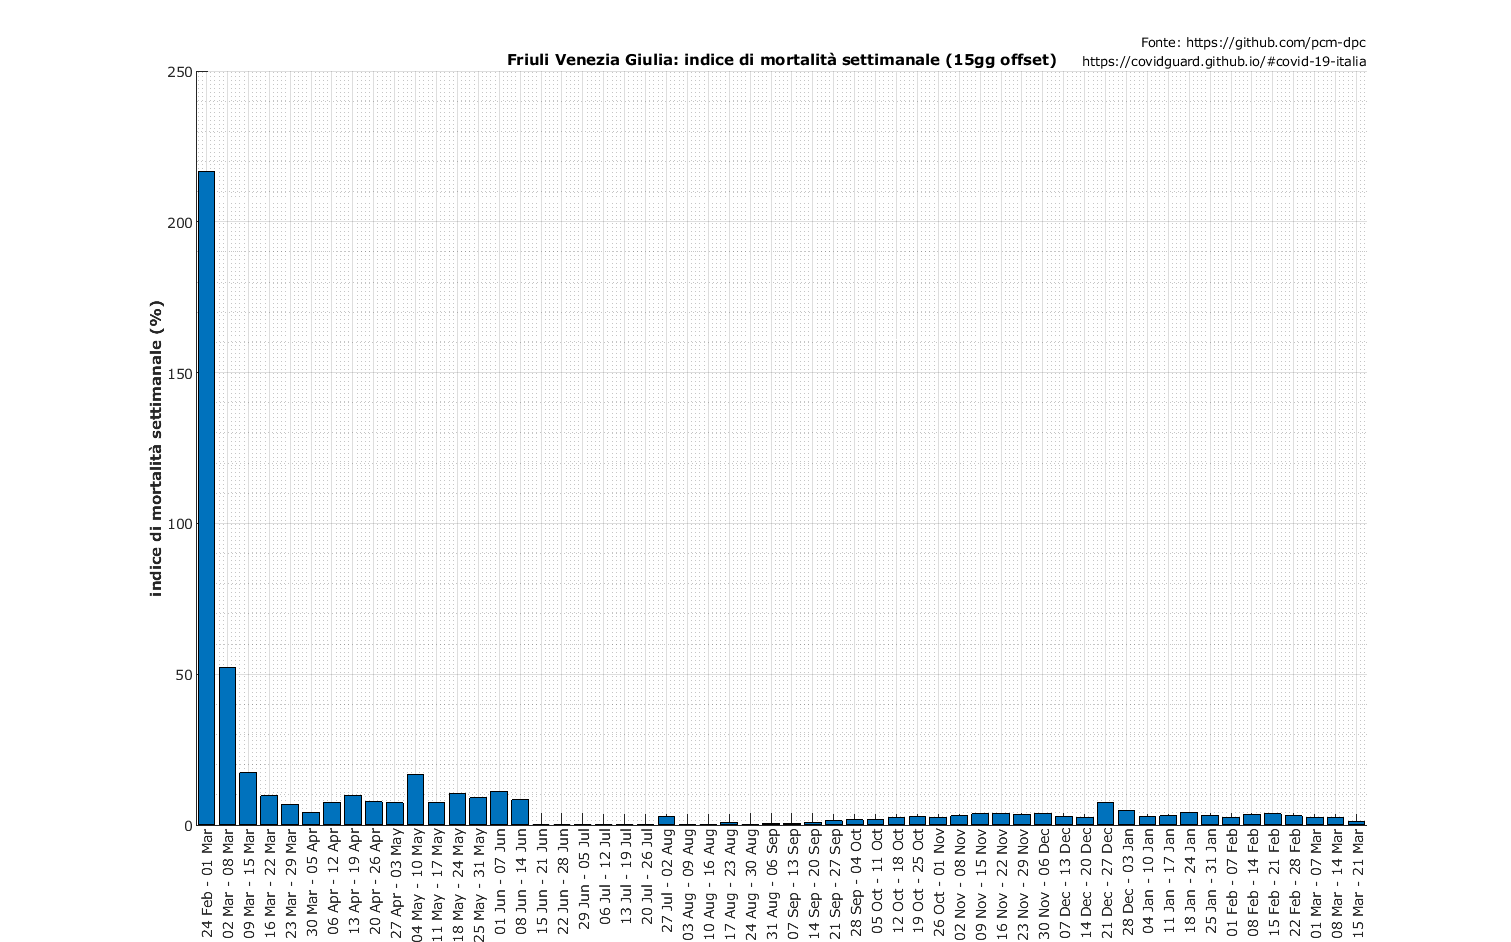 Fonte: https://github.com/pcm-dpc
Friuli Venezia Giulia: indice di mortalità settimanale (15gg offset)
https://covidguard.github.io/#covid-19-italia
indice di mortalità settimanale (%)
250
200
150
100
50
0
24 Feb - 01 Mar
02 Mar - 08 Mar
09 Mar - 15 Mar
16 Mar - 22 Mar
23 Mar - 29 Mar
30 Mar - 05 Apr
06 Apr - 12 Apr
13 Apr - 19 Apr
20 Apr - 26 Apr
27 Apr - 03 May
04 May - 10 May
11 May - 17 May
18 May - 24 May
25 May - 31 May
01 Jun - 07 Jun
08 Jun - 14 Jun
15 Jun - 21 Jun
22 Jun - 28 Jun
29 Jun - 05 Jul
06 Jul - 12 Jul
13 Jul - 19 Jul
20 Jul - 26 Jul
27 Jul - 02 Aug
03 Aug - 09 Aug
10 Aug - 16 Aug
17 Aug - 23 Aug
24 Aug - 30 Aug
31 Aug - 06 Sep
07 Sep - 13 Sep
14 Sep - 20 Sep
21 Sep - 27 Sep
28 Sep - 04 Oct
05 Oct - 11 Oct
12 Oct - 18 Oct
19 Oct - 25 Oct
26 Oct - 01 Nov
02 Nov - 08 Nov
09 Nov - 15 Nov
16 Nov - 22 Nov
23 Nov - 29 Nov
30 Nov - 06 Dec
07 Dec - 13 Dec
14 Dec - 20 Dec
21 Dec - 27 Dec
28 Dec - 03 Jan
04 Jan - 10 Jan
11 Jan - 17 Jan
18 Jan - 24 Jan
25 Jan - 31 Jan
01 Feb - 07 Feb
08 Feb - 14 Feb
15 Feb - 21 Feb
22 Feb - 28 Feb
01 Mar - 07 Mar
08 Mar - 14 Mar
15 Mar - 21 Mar